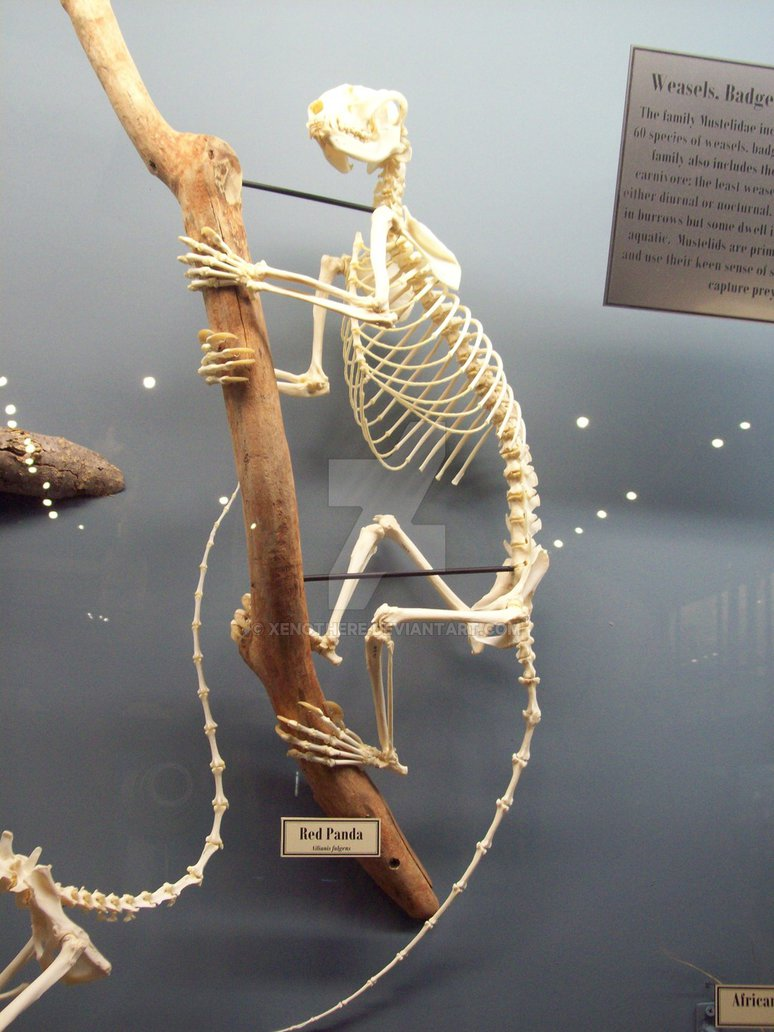 Weasels, Badge
The family Mustelidae inc
60 species of weasels, badg
family also includes the
carnivore: the least wease
either diurnal or nocturnal.
in burrows but some dwell i
aquatic. Mustelids are prim
and use their keen sense of s
capture prey
© XENOTHERE.DEVIANTART.COM
Red Panda
fulgens
African